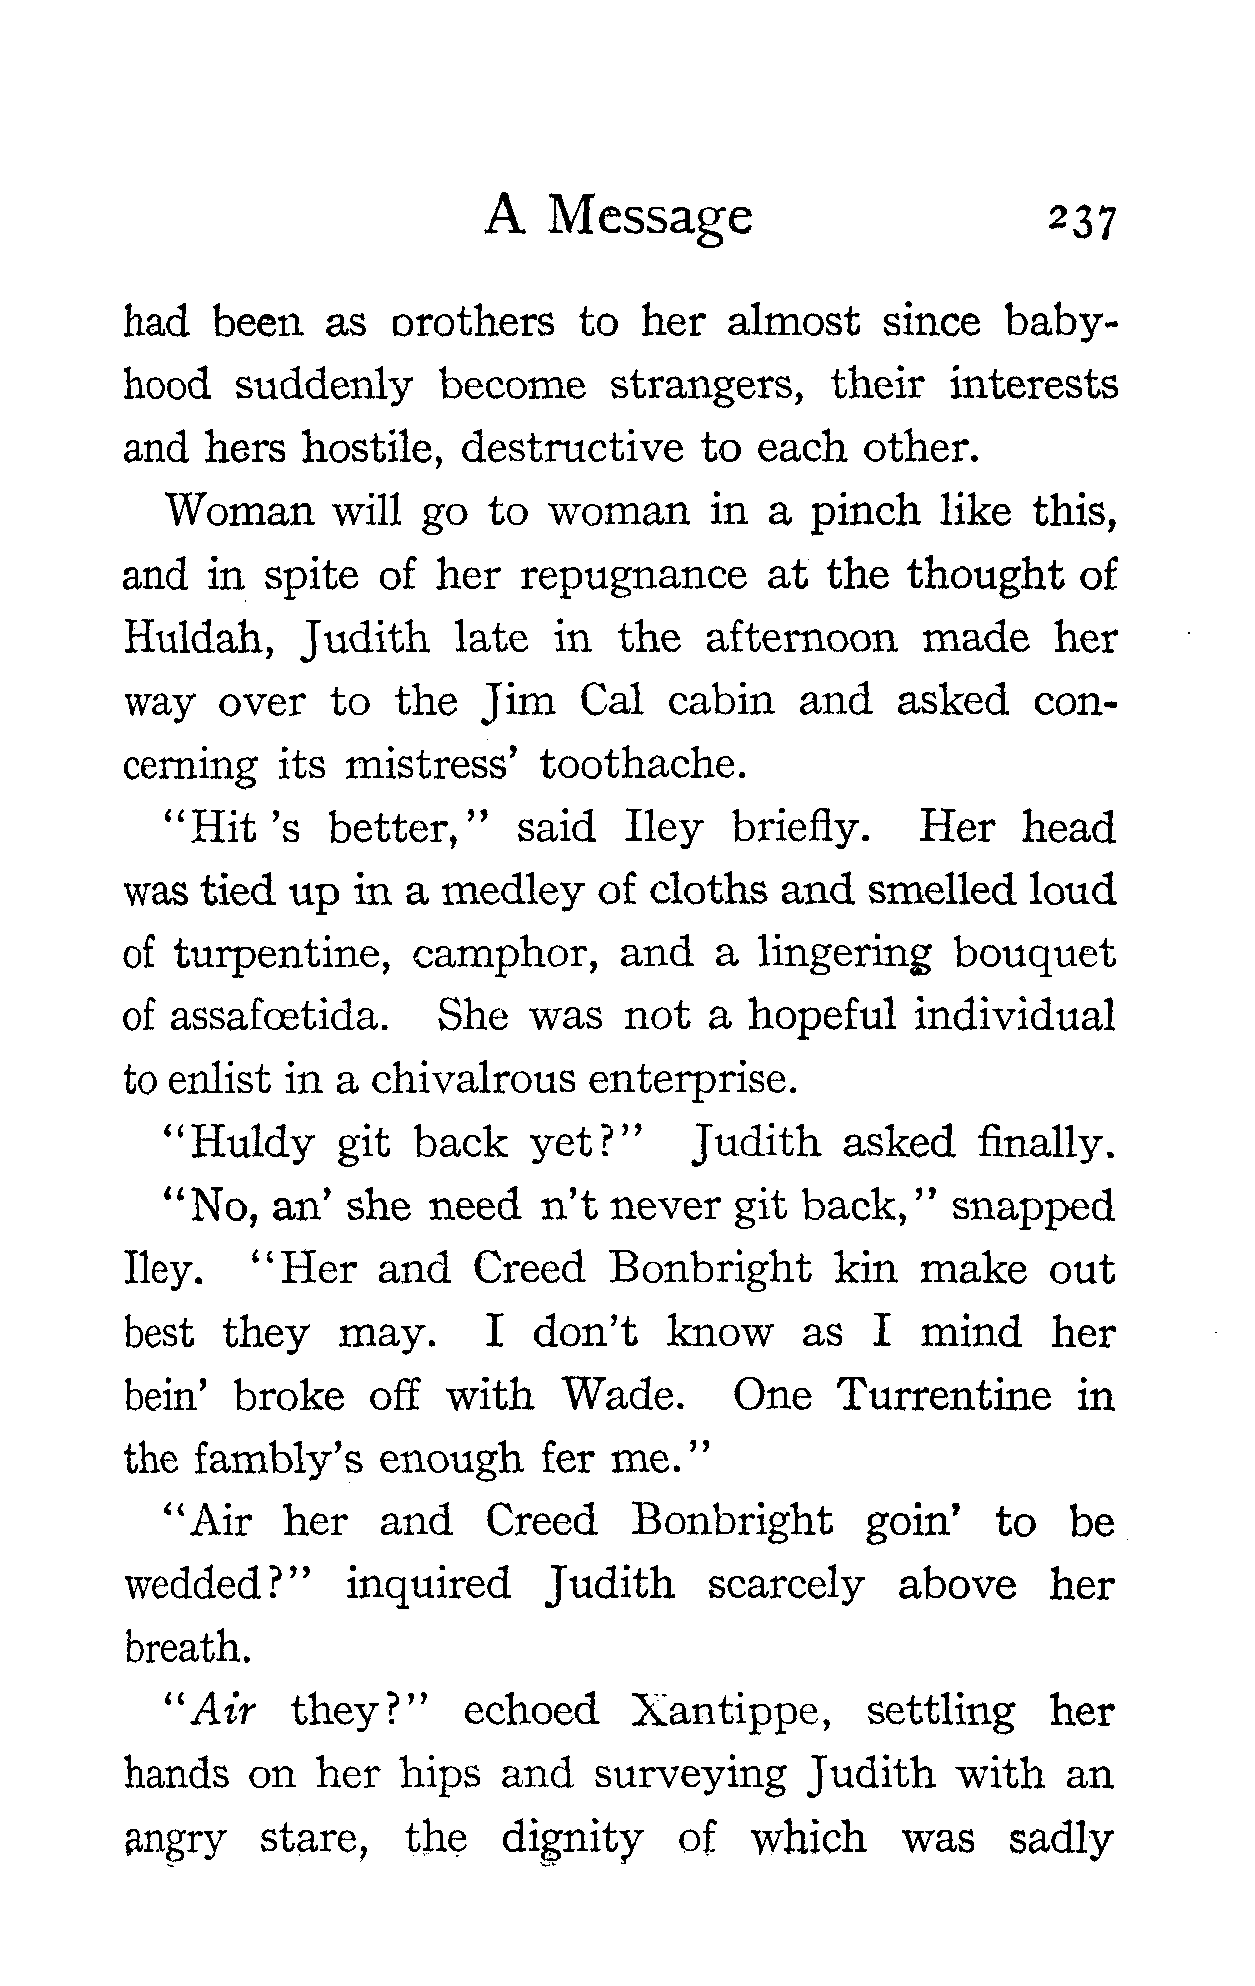 A Message 237
had been as brothers to her almost since baby-
hood suddenly become strangers, their interests
and hers hostile, destructive to each other.
Woman will go to woman in a pinch like this,
and in spite of her repugnance at the thought of
Huldah, Judith late in the afternoon made her
way over to the Jim Cal cabin and asked con-
cerning its mistress' toothache.
"Hit 's better," said Iley briefly. Her head
was tied up in a medley of cloths and smelled loud
of turpentine, camphor, and a lingering bouquet
of assafœtida. She was not a hopeful individual
to enlist in a chivalrous enterprise.
"Huldy git back yet?" Judith asked finally.
"No, an' she need n't never git back," snapped
Iley. "Her and Creed Bonbright kin make out
best they may. I don't know as I mind her
bein' broke off with Wade. One Turrentine in
the fambly's enough fer me."
"Air her and Creed Bonbright goin' to be
wedded?" inquired Judith scarcely above her
breath.
"Air they?" echoed Xantippe, settling her
hands on her hips and surveying Judith with an
angry stare, the dignity of which was sadly